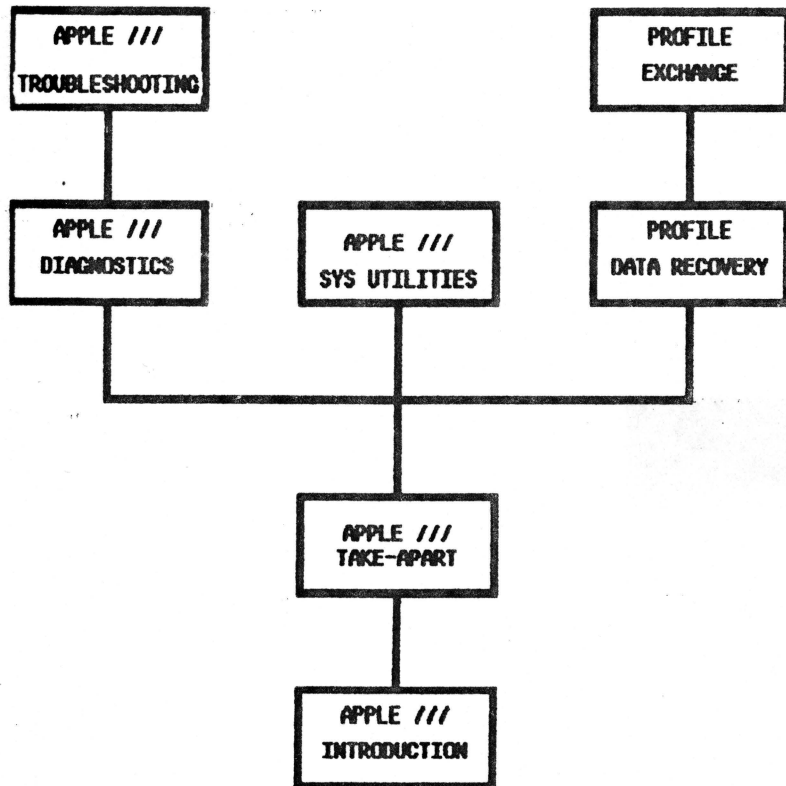 APPLE ///
TROUBLESHOOTING
PROFILE
EXCHANGE
APPLE ///
DIAGNOSTICS
APPLE ///
SYS UTILITIES
PROFILE
DATA RECOVERY
APPLE ///
TAKE-APART
APPLE ///
INTRODUCTION